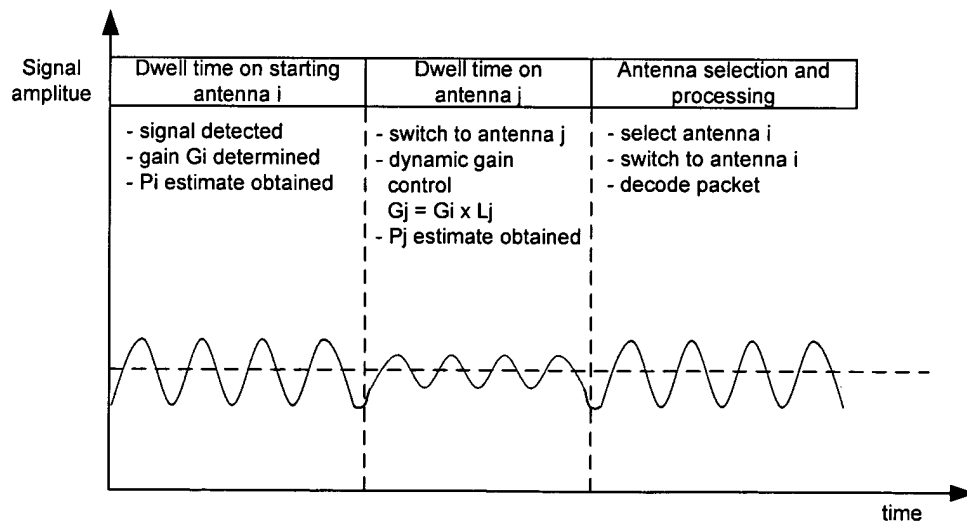 Signal
amplitue
Dwell time on starting
antenna i
Dwell time on
antenna j
Antenna selection and
processing
- signal detected
- gain Gi determined
- Pi estimate obtained
- switch to antenna j
- dynamic gain
control
Gj = Gi x Lj
- Pj estimate obtained
- select antenna i
- switch to antenna i
- decode packet
time